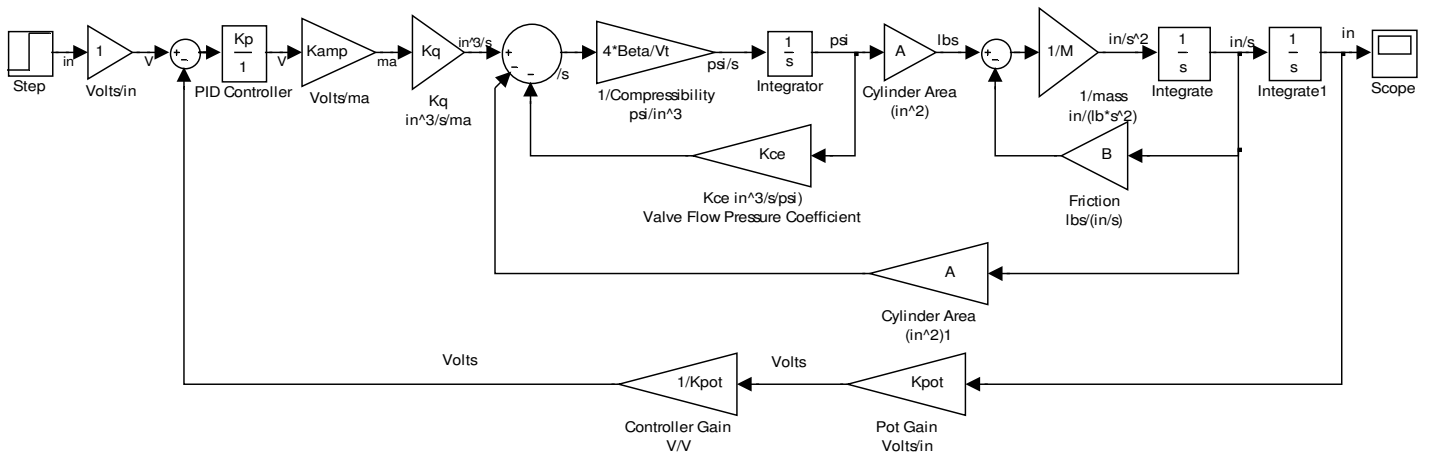 Step
in
1
Volts/in
V
+
−
Kp
1
PID Controller
V
Kamp
Volts/ma
ma
Kq
Kq
in^3/s/ma
in^3/s
+
−
−
/s
4*Beta/Vt
1/Compressibility
psi/in^3
psi/s
1
s
Integrator
psi
A
Cylinder Area
(in^2)
lbs
+
−
1/M
1/mass
in/(lb*s^2)
in/s^2
1
s
Integrate
in/s
1
s
Integrate1
in
Scope
Kce
Kce in^3/s/psi)
Valve Flow Pressure Coefficient
B
Friction
lbs/(in/s)
A
Cylinder Area
(in^2)1
Volts
1/Kpot
Controller Gain
V/V
Volts
Kpot
Pot Gain
Volts/in